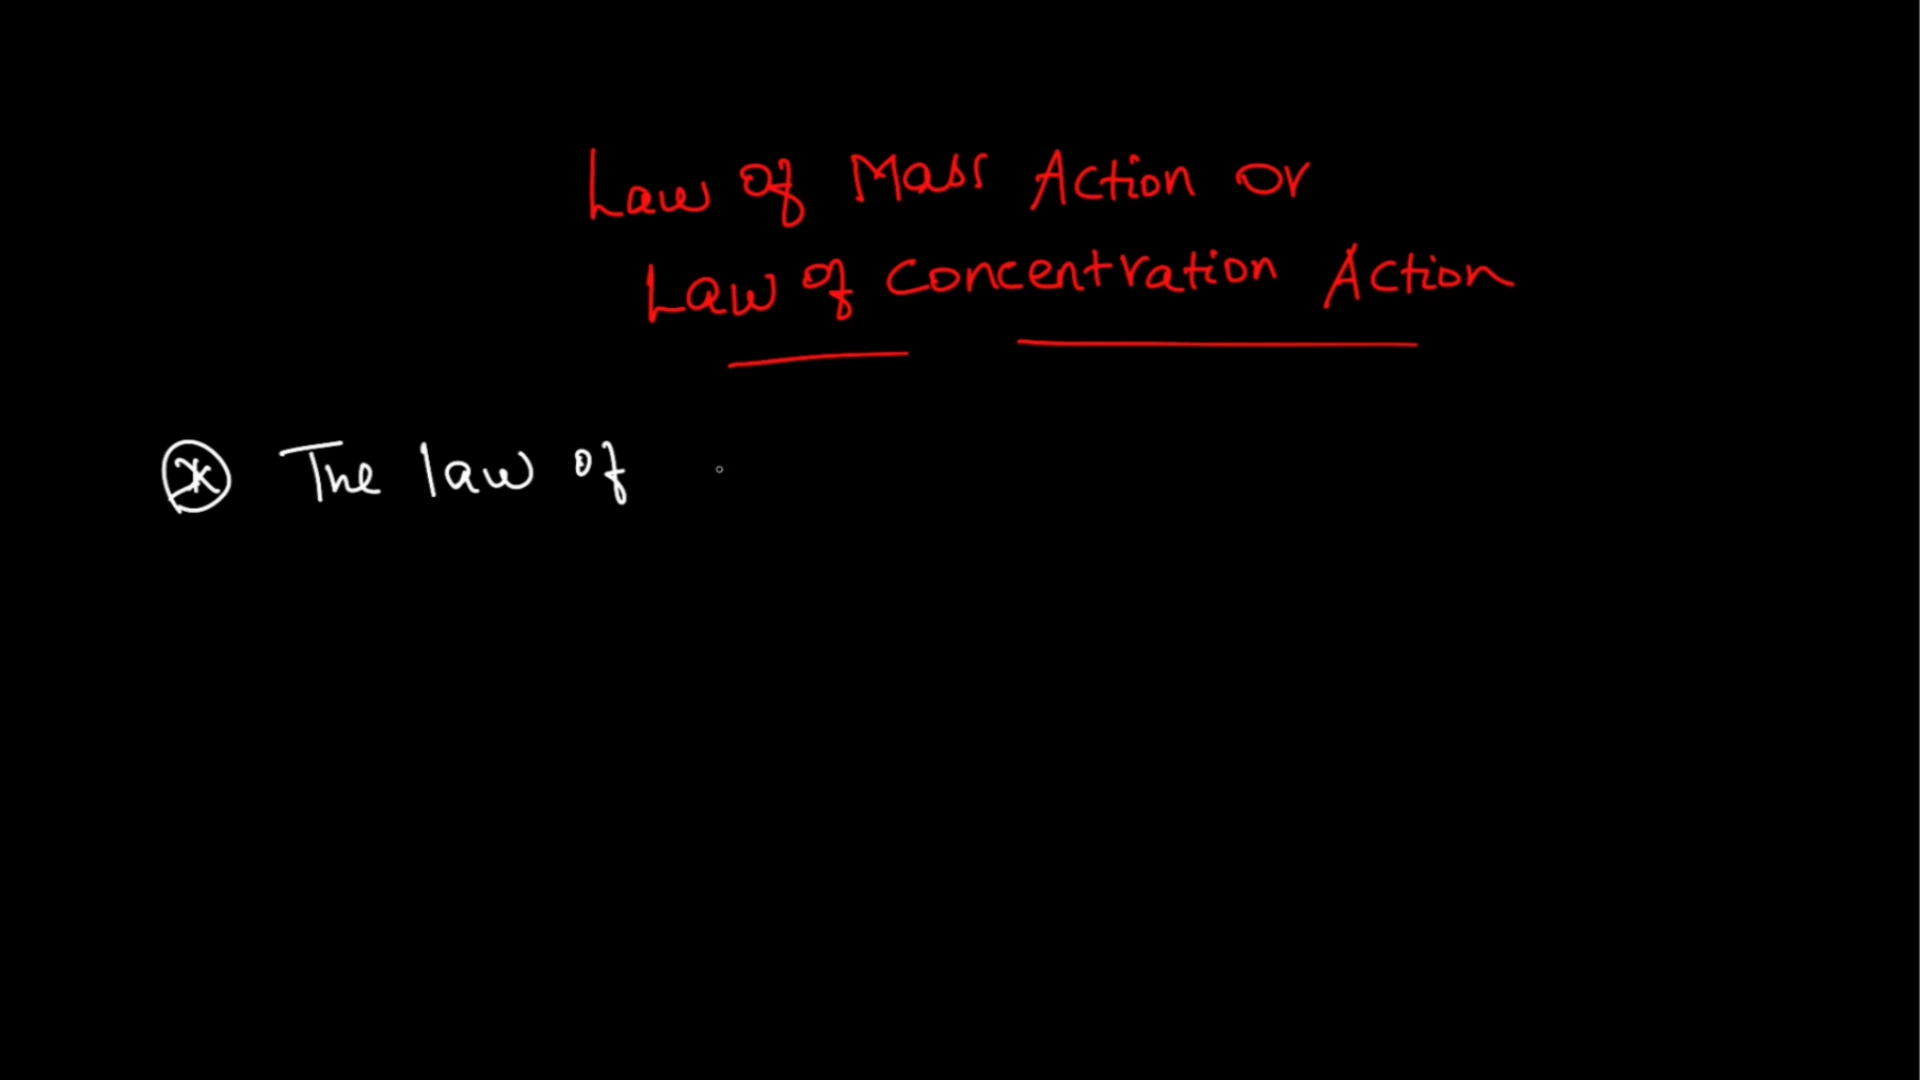 Law of Mass Action or
Law of Concentration Action
* The law of